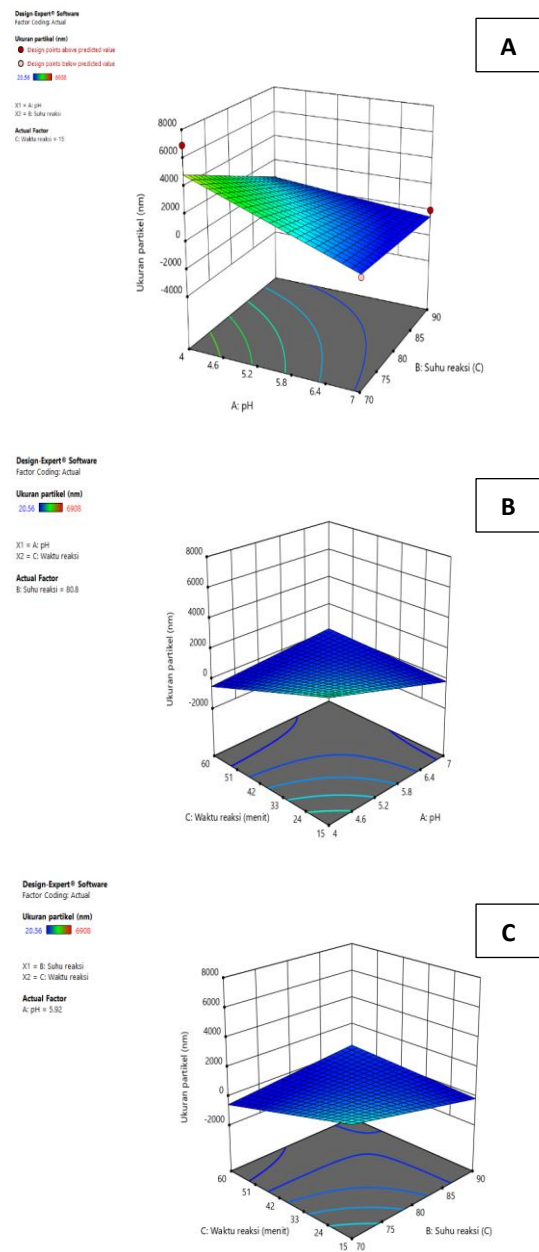 Design-Expert® Software
Factor Coding: Actual
Ukuran partikel (nm)
Design points above predicted value
Design points below predicted value
20.56 6908
X1 = A: pH
X2 = B: Suhu reaksi
Actual Factor
C: Waktu reaksi = 15
A
8000
6000
4000
2000
0
-2000
-4000
Ukuran partikel (nm)
4
4.6
5.2
5.8
6.4
7
A: pH
70
75
80
85
90
B: Suhu reaksi (C)
Design-Expert® Software
Factor Coding: Actual
Ukuran partikel (nm)
20.56 6908
X1 = A: pH
X2 = C: Waktu reaksi
Actual Factor
B: Suhu reaksi = 80.8
B
8000
6000
4000
2000
0
-2000
Ukuran partikel (nm)
60
51
42
33
24
15
C: Waktu reaksi (menit)
4
4.6
5.2
5.8
6.4
7
A: pH
Design-Expert® Software
Factor Coding: Actual
Ukuran partikel (nm)
20.56 6908
X1 = B: Suhu reaksi
X2 = C: Waktu reaksi
Actual Factor
A: pH = 5.92
C
8000
6000
4000
2000
0
-2000
Ukuran partikel (nm)
60
51
42
33
24
15
C: Waktu reaksi (menit)
70
75
80
85
90
B: Suhu reaksi (C)